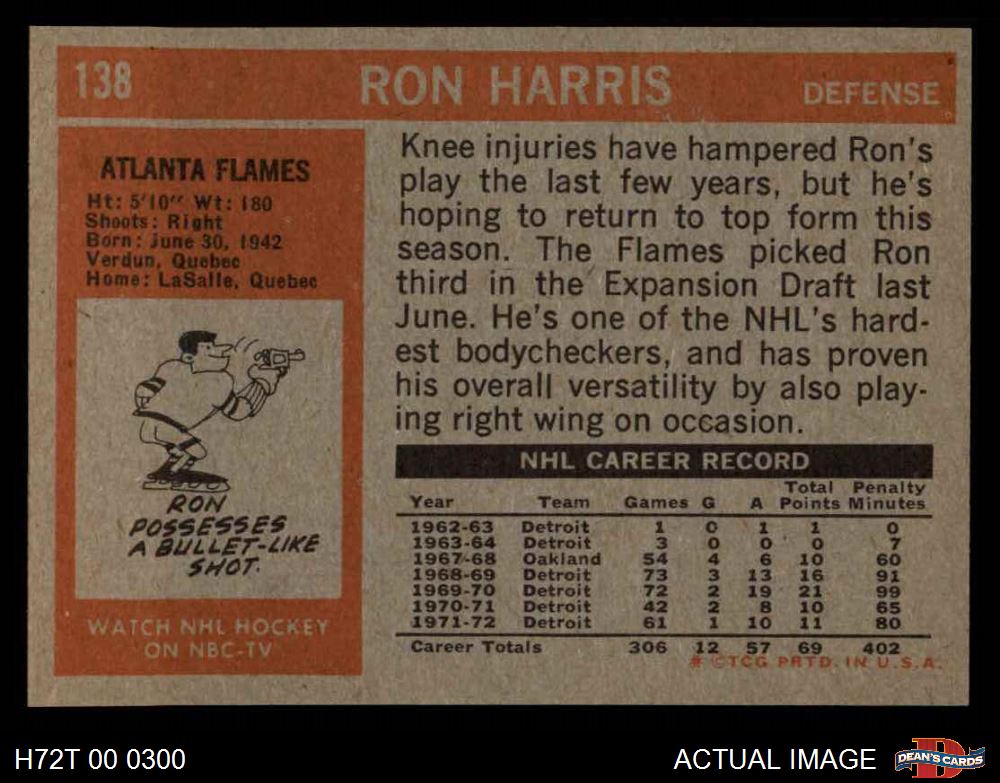 138 RON HARRIS DEFENSE
ATLANTA FLAMES
Ht: 5'10" Wt: 180
Shoots: Right
Born: June 30, 1942
Verdun, Quebec
Home: LaSalle, Quebec
RON
POSSESSES
A BULLET-LIKE
SHOT.
WATCH NHL HOCKEY
ON NBC-TV
Knee injuries have hampered Ron's
play the last few years, but he's
hoping to return to top form this
season. The Flames picked Ron
third in the Expansion Draft last
June. He's one of the NHL's hard-
est bodycheckers, and has proven
his overall versatility by also play-
ing right wing on occasion.
NHL CAREER RECORD
Year Team Games G A Total Points Penalty Minutes
1962-63 Detroit 1 0 1 1 0
1963-64 Detroit 3 0 0 0 7
1967-68 Oakland 54 4 6 10 60
1968-69 Detroit 73 3 13 16 91
1969-70 Detroit 72 2 19 21 99
1970-71 Detroit 42 2 8 10 65
1971-72 Detroit 61 1 10 11 80
Career Totals 306 12 57 69 402
# ©TCG PRTD. IN U.S.A.
H72T 00 0300 ACTUAL IMAGE DEAN'S CARDS